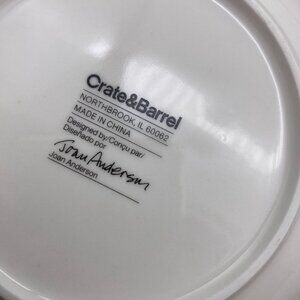 Crate&Barrel
NORTHBROOK, IL 60062
MADE IN CHINA
Designed by/Conçu par/
Diseñado por
Joan Anderson
Joan Anderson